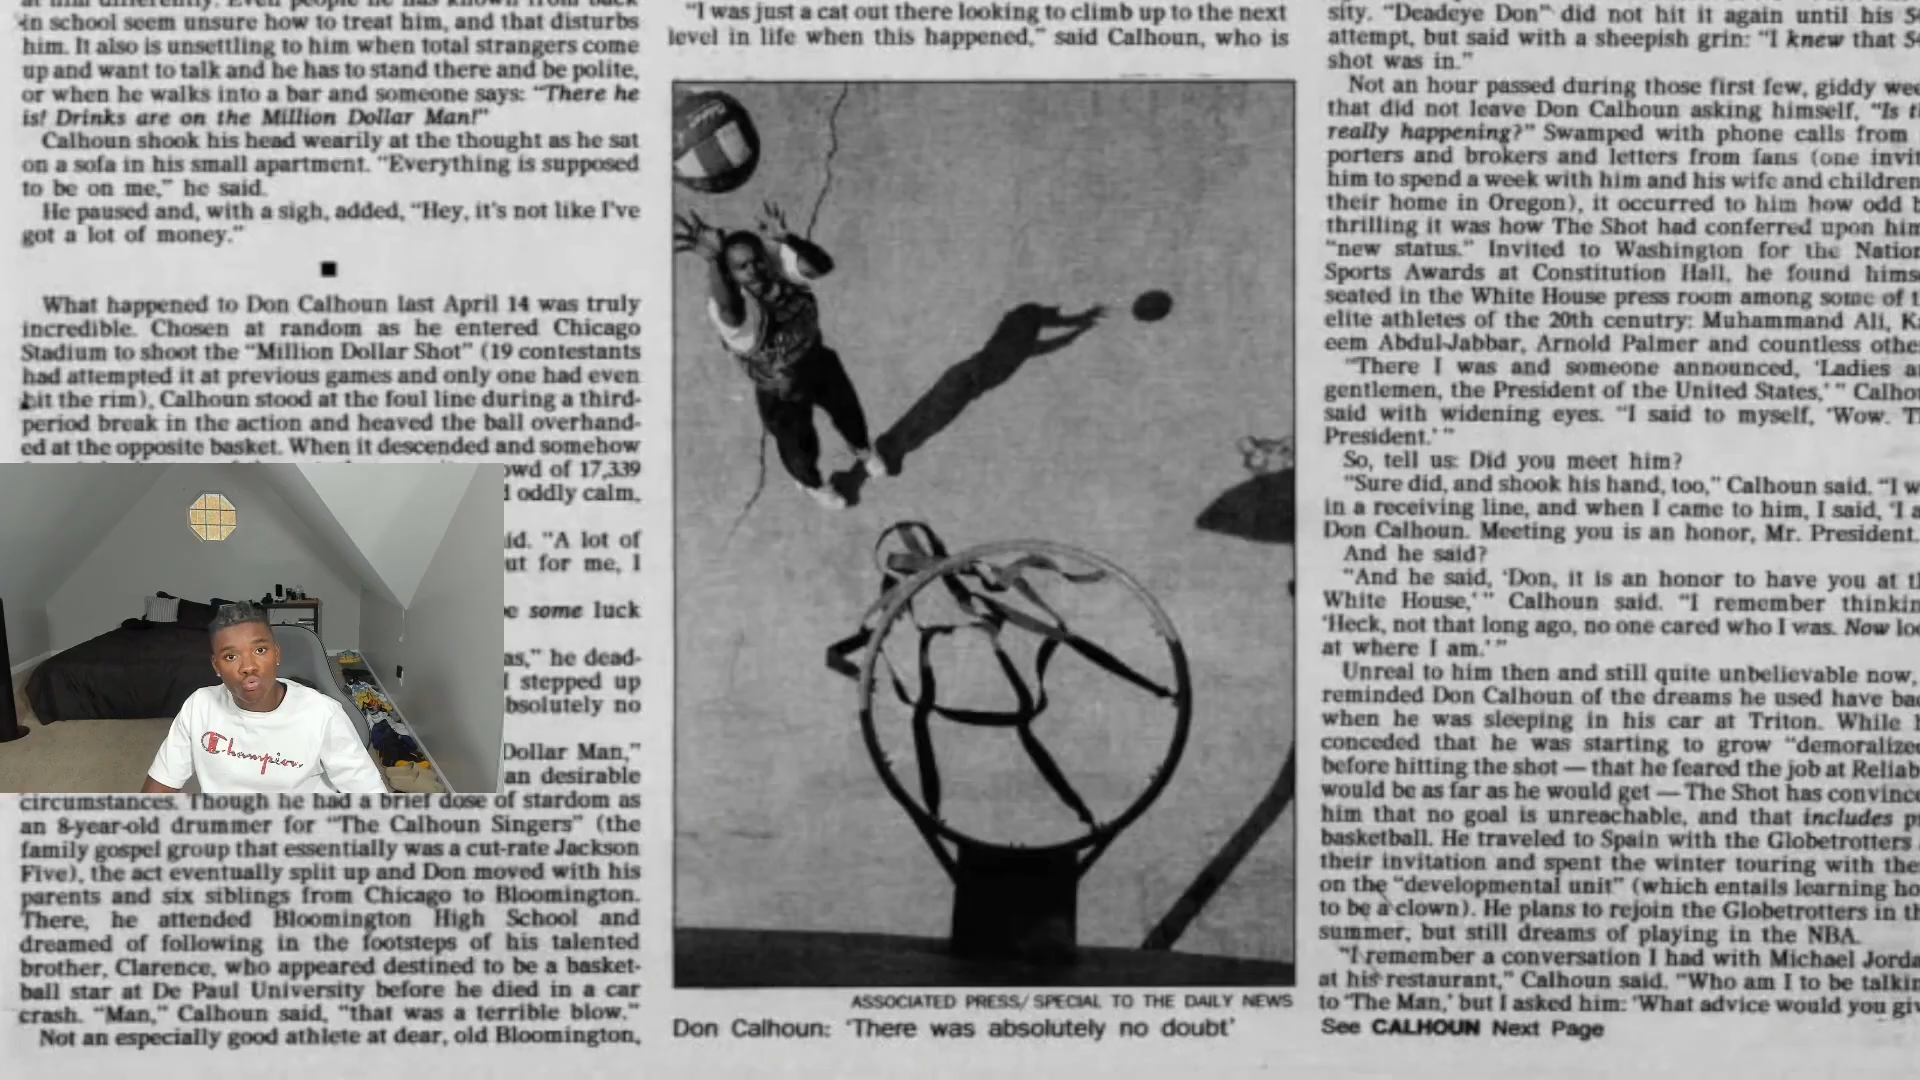 in school seem unsure how to treat him, and that disturbs
him. It also is unsettling to him when total strangers come
up and want to talk and he has to stand there and be polite,
or when he walks into a bar and someone says: "There he
is! Drinks are on the Million Dollar Man!"
Calhoun shook his head wearily at the thought as he sat
on a sofa in his small apartment. "Everything is supposed
to be on me," he said.
He paused and, with a sigh, added, "Hey, it's not like I've
got a lot of money."
What happened to Don Calhoun last April 14 was truly
incredible. Chosen at random as he entered Chicago
Stadium to shoot the "Million Dollar Shot" (19 contestants
had attempted it at previous games and only one had even
hit the rim), Calhoun stood at the foul line during a third-
period break in the action and heaved the ball overhand-
ed at the opposite basket. When it descended and somehow
owd of 17,339
oddly calm,
id. "A lot of
ut for me, I
some luck
as," he dead-
I stepped up
bsolutely no
Dollar Man,"
an desirable
circumstances. Though he had a brief dose of stardom as
an 8-year-old drummer for "The Calhoun Singers" (the
family gospel group that essentially was a cut-rate Jackson
Five), the act eventually split up and Don moved with his
parents and six siblings from Chicago to Bloomington.
There, he attended Bloomington High School and
dreamed of following in the footsteps of his talented
brother, Clarence, who appeared destined to be a basket-
ball star at De Paul University before he died in a car
crash. "Man," Calhoun said, "that was a terrible blow."
Not an especially good athlete at dear, old Bloomington,
"I was just a cat out there looking to climb up to the next
level in life when this happened," said Calhoun, who is
ASSOCIATED PRESS/SPECIAL TO THE DAILY NEWS
Don Calhoun: 'There was absolutely no doubt'
sity. "Deadeye Don" did not hit it again until his
attempt, but said with a sheepish grin: "I knew that
shot was in."
Not an hour passed during those first few, giddy wee
that did not leave Don Calhoun asking himself, "Is th
really happening?" Swamped with phone calls from
porters and brokers and letters from fans (one invit
him to spend a week with him and his wife and children
their home in Oregon), it occurred to him how odd b
thrilling it was how The Shot had conferred upon him
"new status." Invited to Washington for the Nation
Sports Awards at Constitution Hall, he found himse
seated in the White House press room among some of t
elite athletes of the 20th cenutry: Muhammand Ali, Ka
eem Abdul-Jabbar, Arnold Palmer and countless othe
"There I was and someone announced, 'Ladies an
gentlemen, the President of the United States,' " Calhou
said with widening eyes. "I said to myself, 'Wow. Th
President.' "
So, tell us: Did you meet him?
"Sure did, and shook his hand, too," Calhoun said. "I w
in a receiving line, and when I came to him, I said, 'I a
Don Calhoun. Meeting you is an honor, Mr. President.
And he said?
"And he said, 'Don, it is an honor to have you at th
White House,' " Calhoun said. "I remember thinkin
'Heck, not that long ago, no one cared who I was. Now loo
at where I am.' "
Unreal to him then and still quite unbelievable now,
reminded Don Calhoun of the dreams he used have bac
when he was sleeping in his car at Triton. While h
conceded that he was starting to grow "demoralized
before hitting the shot — that he feared the job at Reliab
would be as far as he would get — The Shot has convince
him that no goal is unreachable, and that includes pr
basketball. He traveled to Spain with the Globetrotters
their invitation and spent the winter touring with the
on the "developmental unit" (which entails learning ho
to be a clown). He plans to rejoin the Globetrotters in th
summer, but still dreams of playing in the NBA.
"I remember a conversation I had with Michael Jorda
at his restaurant," Calhoun said. "Who am I to be talkin
to 'The Man,' but I asked him: 'What advice would you giv
See CALHOUN Next Page
Champion